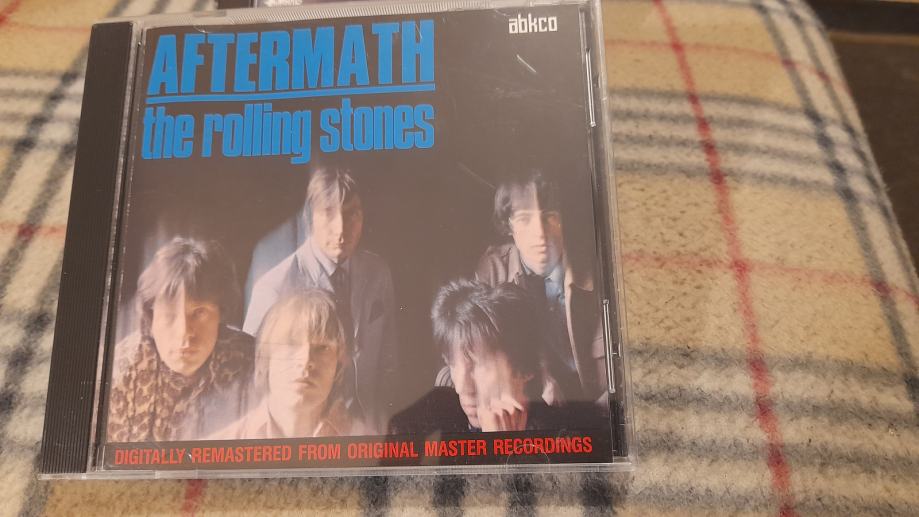 AFTERMATH
abkco
the rolling stones
DIGITALLY REMASTERED FROM ORIGINAL MASTER RECORDINGS